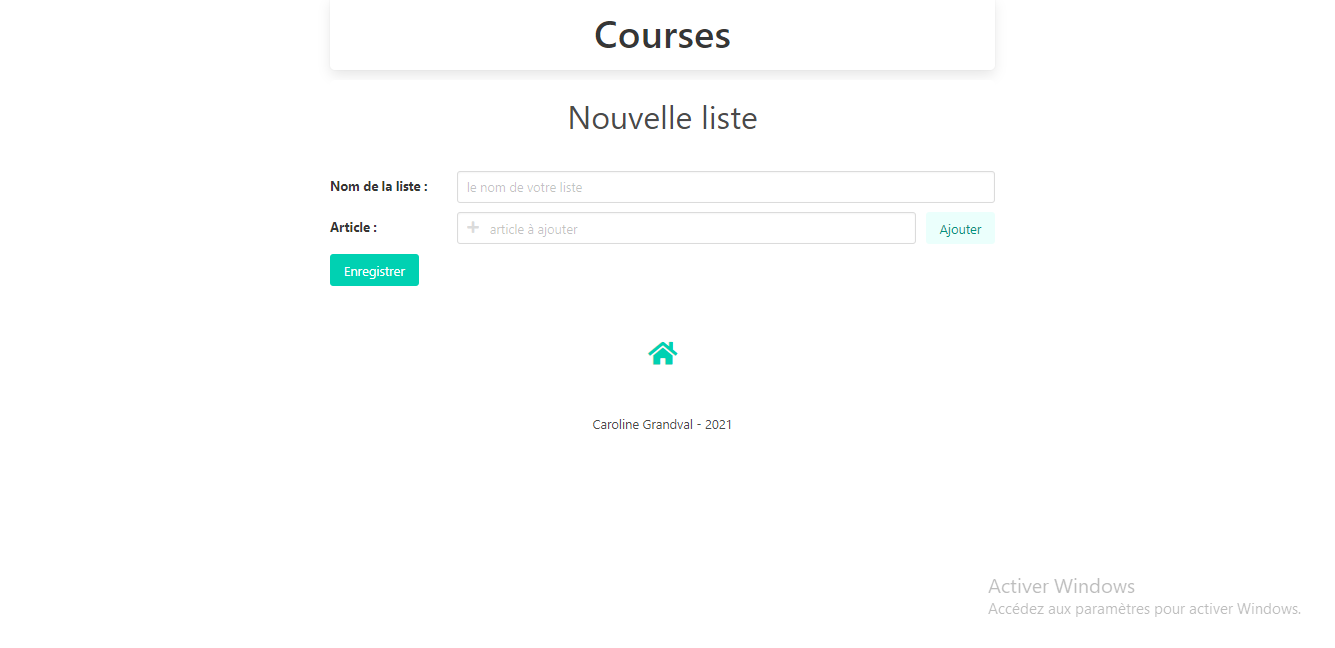 Courses
Nouvelle liste
Nom de la liste :
le nom de votre liste
Article :
article à ajouter
Ajouter
Enregistrer
Caroline Grandval - 2021
Activer Windows
Accédez aux paramètres pour activer Windows.